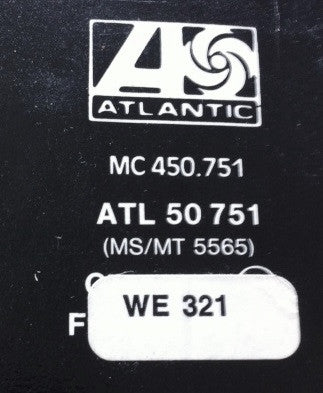 ATLANTIC
MC 450.751
ATL 50 751
(MS/MT 5565)
WE 321
F